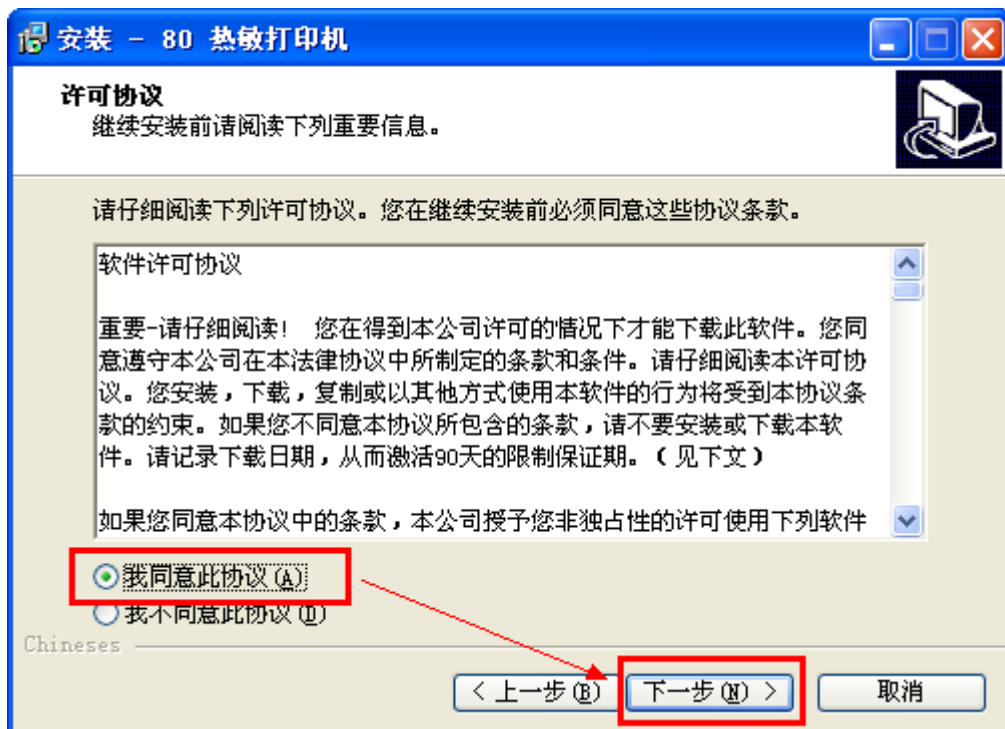 安装 - 80 热敏打印机
许可协议
继续安装前请阅读下列重要信息。
请仔细阅读下列许可协议。您在继续安装前必须同意这些协议条款。
软件许可协议
重要-请仔细阅读! 您在得到本公司许可的情况下才能下载此软件。您同
意遵守本公司在本法律协议中所制定的条款和条件。请仔细阅读本许可协
议。您安装，下载，复制或以其他方式使用本软件的行为将受到本协议条
款的约束。如果您不同意本协议所包含的条款，请不要安装或下载本软
件。请记录下载日期，从而激活90天的限制保证期。(见下文)
如果您同意本协议中的条款，本公司授予您非独占性的许可使用下列软件
我同意此协议(A)
我不同意此协议(D)
Chineses
< 上一步(B)
下一步(N) >
取消